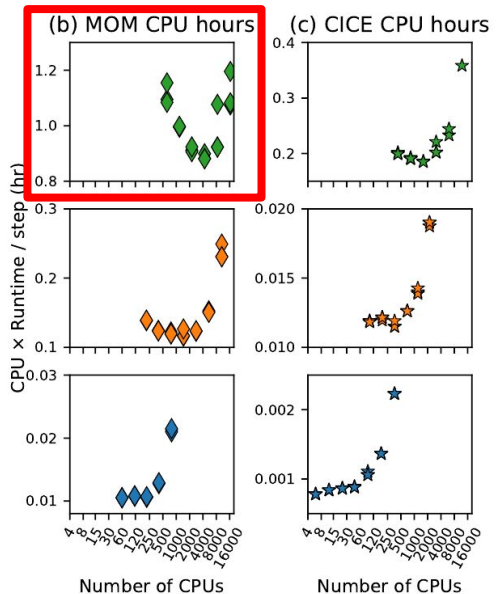 (b) MOM CPU hours
(c) CICE CPU hours
CPU × Runtime / step (hr)
1.2
1.0
0.8
0.4
0.3
0.2
0.3
0.2
0.1
0.020
0.015
0.010
0.03
0.02
0.01
0.002
0.001
4 8 15 30 60 120 250 500 1000 2000 4000 8000 16000
4 8 15 30 60 120 250 500 1000 2000 4000 8000 16000
Number of CPUs
Number of CPUs